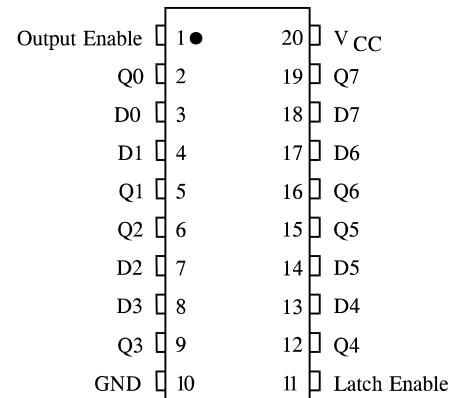 Output Enable 1 20 V CC
Q0 2 19 Q7
D0 3 18 D7
D1 4 17 D6
Q1 5 16 Q6
Q2 6 15 Q5
D2 7 14 D5
D3 8 13 D4
Q3 9 12 Q4
GND 10 11 Latch Enable